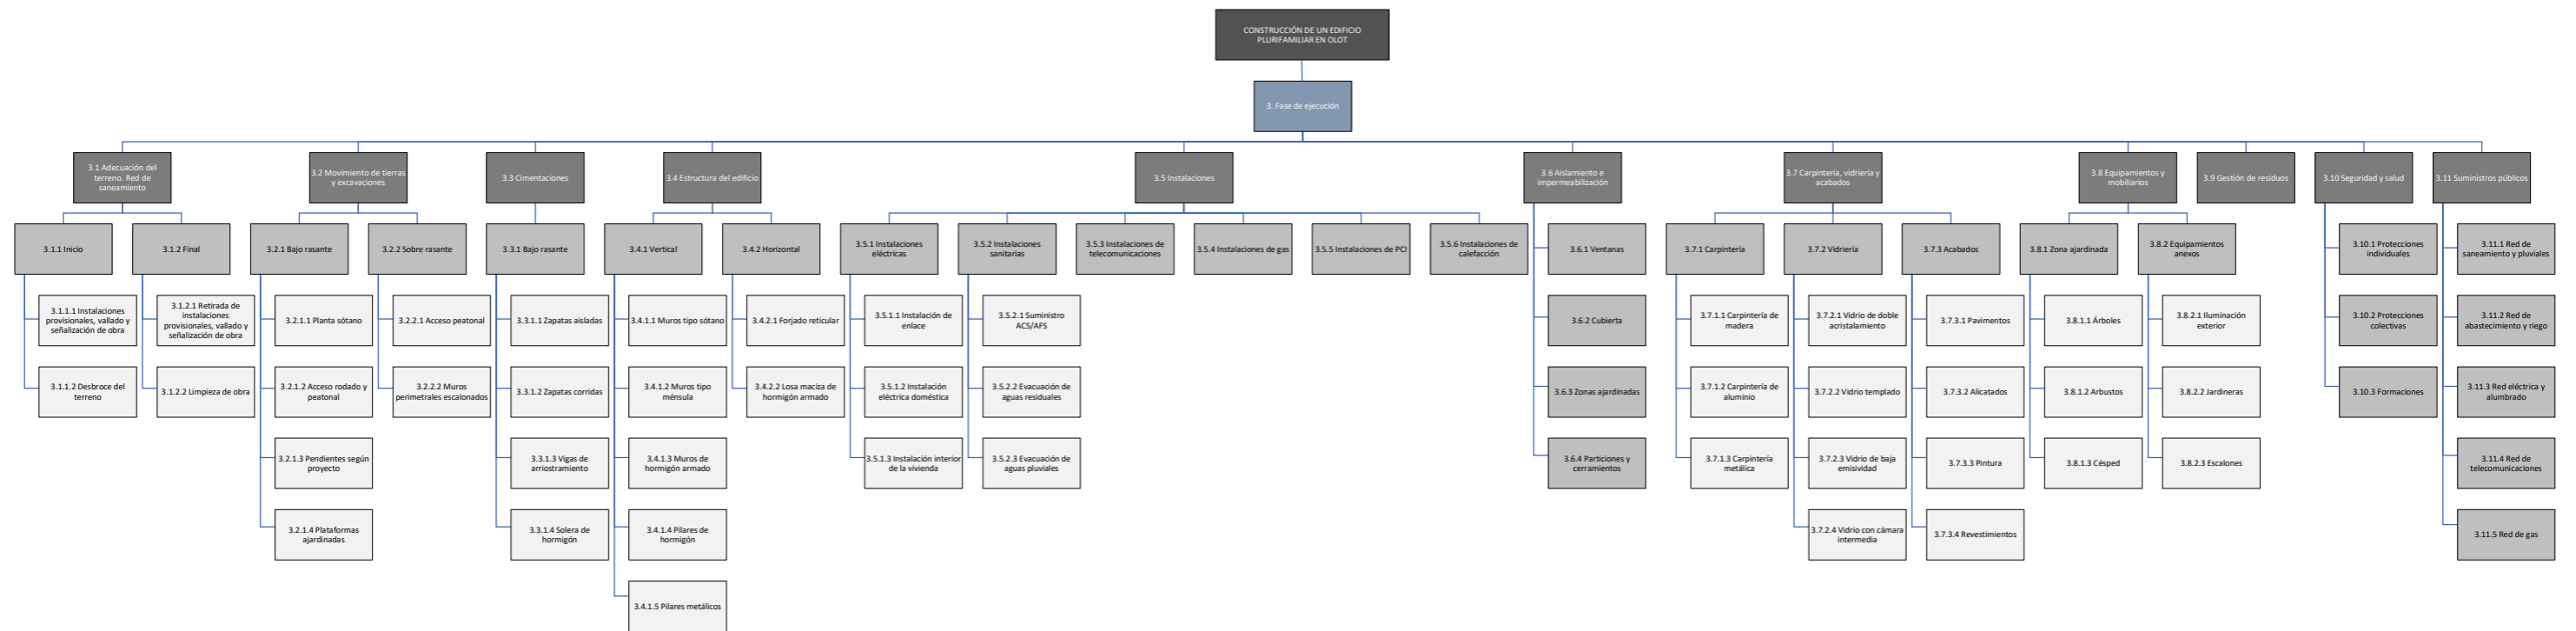 CONSTRUCCIÓN DE UN EDIFICIO
PLURIFAMILIAR EN OLOT
3. Fase de ejecución
3.1 Adecuación del
terreno. Red de
saneamiento
3.2 Movimiento de tierras
y excavaciones
3.3 Cimentaciones
3.4 Estructura del edificio
3.5 Instalaciones
3.6 Aislamiento e
impermeabilización
3.7 Carpintería, vidriería y
acabados
3.8 Equipamientos y
mobiliarios
3.9 Gestión de residuos
3.10 Seguridad y salud
3.11 Suministros públicos
3.1.1 Inicio
3.1.2 Final
3.2.1 Bajo rasante
3.2.2 Sobre rasante
3.3.1 Bajo rasante
3.4.1 Vertical
3.4.2 Horizontal
3.5.1 Instalaciones
eléctricas
3.5.2 Instalaciones
sanitarias
3.5.3 Instalaciones de
telecomunicaciones
3.5.4 Instalaciones de gas
3.5.5 Instalaciones de PCI
3.5.6 Instalaciones de
calefacción
3.6.1 Ventanas
3.7.1 Carpintería
3.7.2 Vidriería
3.7.3 Acabados
3.8.1 Zona ajardinada
3.8.2 Equipamientos
anexos
3.10.1 Protecciones
individuales
3.11.1 Red de
saneamiento y pluviales
3.1.1.1 Instalaciones
provisionales, vallado y
señalización de obra
3.1.2.1 Retirada de
instalaciones
provisionales, vallado y
señalización de obra
3.2.1.1 Planta sótano
3.2.2.1 Acceso peatonal
3.3.1.1 Zapatas aisladas
3.4.1.1 Muros tipo sótano
3.4.2.1 Forjado reticular
3.5.1.1 Instalación de
enlace
3.5.2.1 Suministro
ACS/AFS
3.6.2 Cubierta
3.7.1.1 Carpintería de
madera
3.7.2.1 Vidrio de doble
acristalamiento
3.7.3.1 Pavimentos
3.8.1.1 Árboles
3.8.2.1 Iluminación
exterior
3.10.2 Protecciones
colectivas
3.11.2 Red de
abastecimiento y riego
3.1.1.2 Desbroce del
terreno
3.1.2.2 Limpieza de obra
3.2.1.2 Acceso rodado y
peatonal
3.2.2.2 Muros
perimetrales escalonados
3.3.1.2 Zapatas corridas
3.4.1.2 Muros tipo
ménsula
3.4.2.2 Losa maciza de
hormigón armado
3.5.1.2 Instalación
eléctrica doméstica
3.5.2.2 Evacuación de
aguas residuales
3.6.3 Zonas ajardinadas
3.7.1.2 Carpintería de
aluminio
3.7.2.2 Vidrio templado
3.7.3.2 Alicatados
3.8.1.2 Arbustos
3.8.2.2 Jardineras
3.10.3 Formaciones
3.11.3 Red eléctrica y
alumbrado
3.2.1.3 Pendientes según
proyecto
3.3.1.3 Vigas de
arriostramiento
3.4.1.3 Muros de
hormigón armado
3.5.1.3 Instalación interior
de la vivienda
3.5.2.3 Evacuación de
aguas pluviales
3.6.4 Particiones y
cerramientos
3.7.1.3 Carpintería
metálica
3.7.2.3 Vidrio de baja
emisividad
3.7.3.3 Pintura
3.8.1.3 Césped
3.8.2.3 Escalones
3.11.4 Red de
telecomunicaciones
3.2.1.4 Plataformas
ajardinadas
3.3.1.4 Solera de
hormigón
3.4.1.4 Pilares de
hormigón
3.7.2.4 Vidrio con cámara
intermedia
3.7.3.4 Revestimientos
3.11.5 Red de gas
3.4.1.5 Pilares metálicos